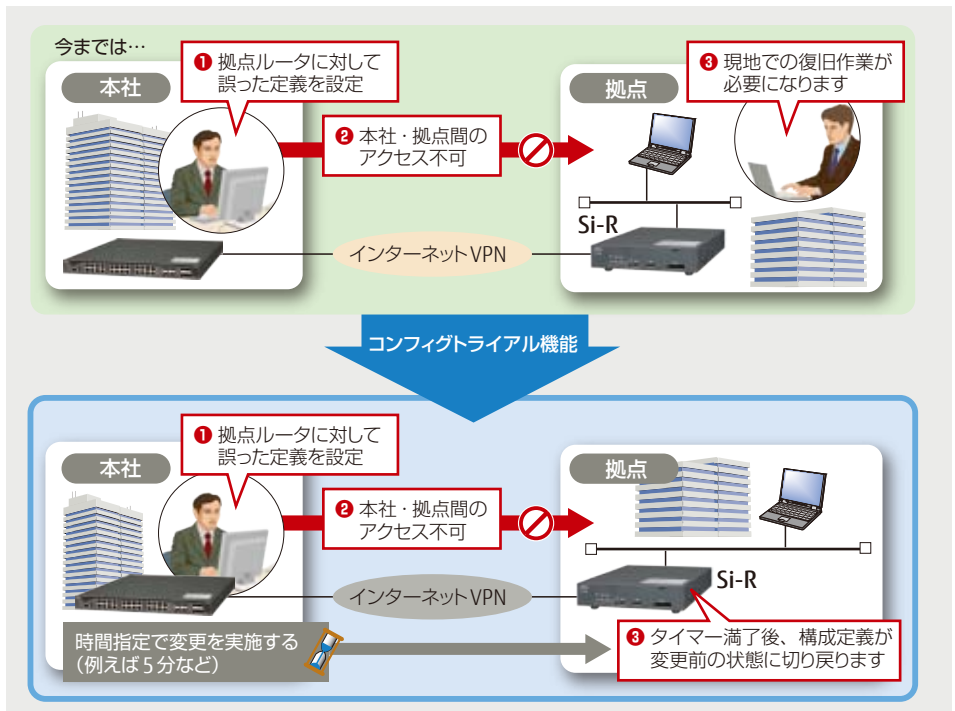 今までは…
本社
❶ 拠点ルータに対して
誤った定義を設定
❷ 本社・拠点間の
アクセス不可
拠点
❸ 現地での復旧作業が
必要になります
Si-R
インターネットVPN
コンフィグトライアル機能
本社
❶ 拠点ルータに対して
誤った定義を設定
❷ 本社・拠点間の
アクセス不可
拠点
インターネットVPN
Si-R
時間指定で変更を実施する
（例えば5分など）
❸ タイマー満了後、構成定義が
変更前の状態に切り戻ります